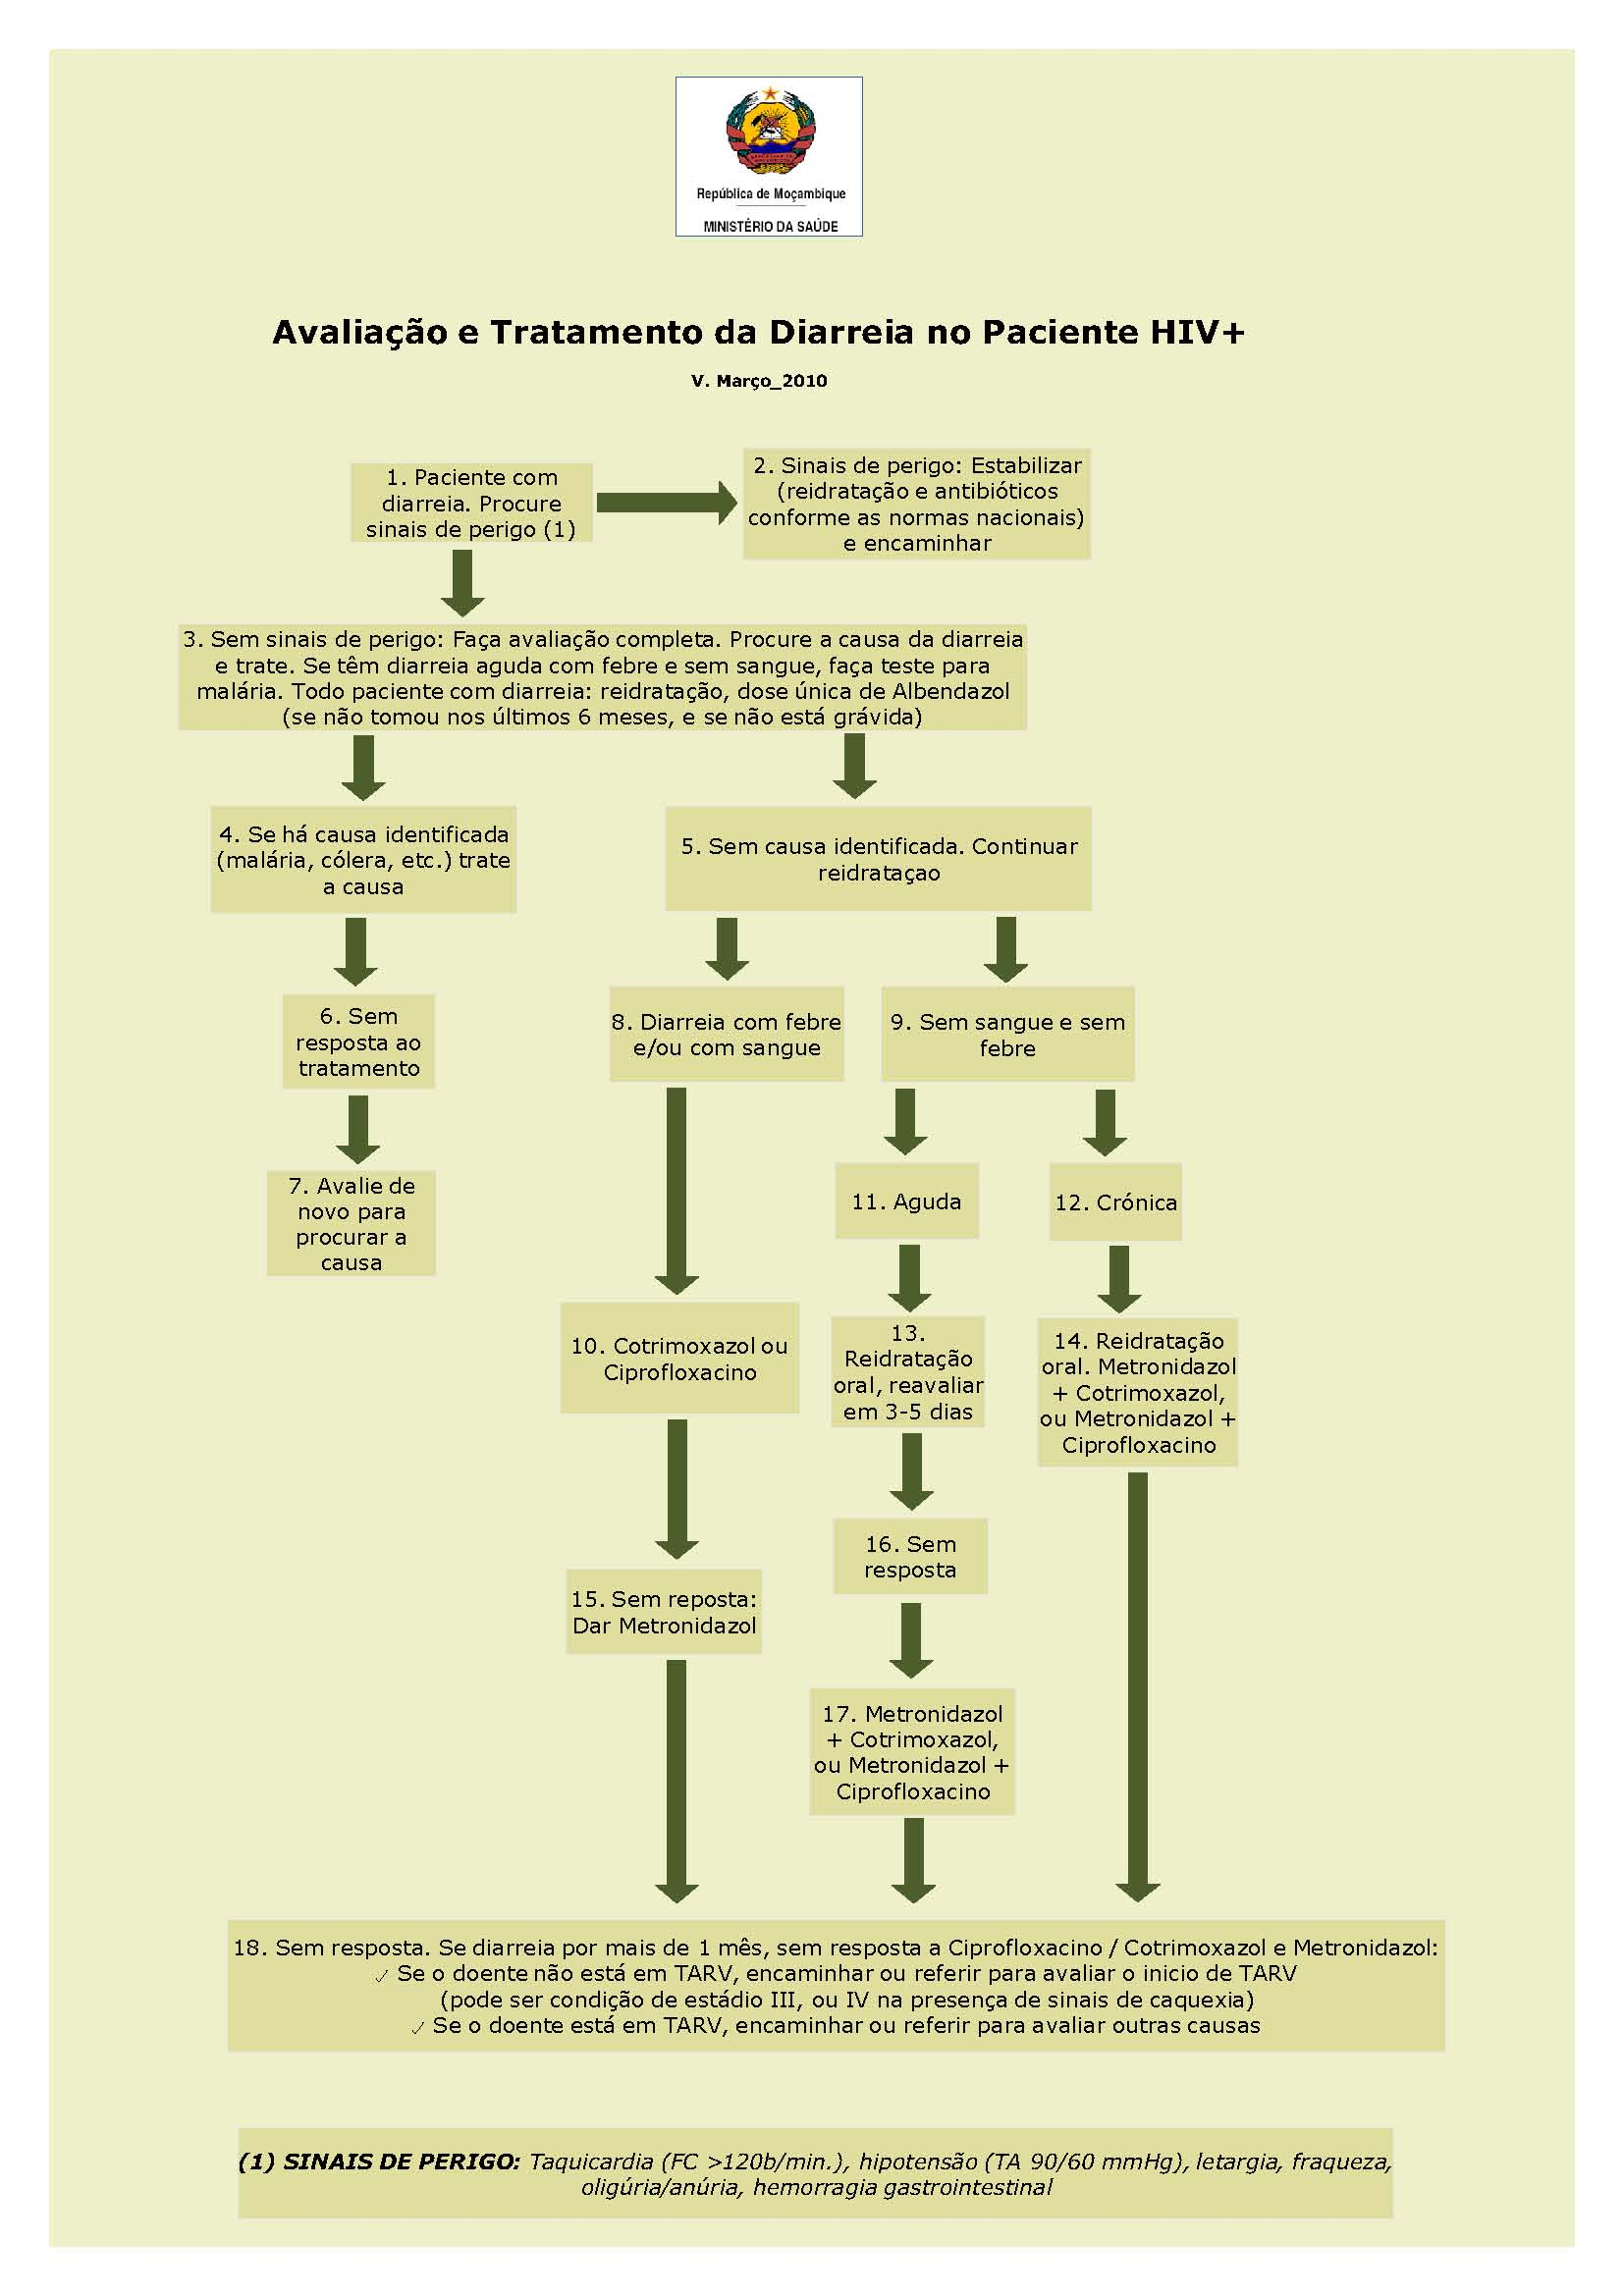 República de Moçambique
MINISTÉRIO DA SAÚDE
Avaliação e Tratamento da Diarreia no Paciente HIV+
V. Março_2010
1. Paciente com
diarreia. Procure
sinais de perigo (1)
2. Sinais de perigo: Estabilizar
(reidratação e antibióticos
conforme as normas nacionais)
e encaminhar
3. Sem sinais de perigo: Faça avaliação completa. Procure a causa da diarreia
e trate. Se têm diarreia aguda com febre e sem sangue, faça teste para
malária. Todo paciente com diarreia: reidratação, dose única de Albendazol
(se não tomou nos últimos 6 meses, e se não está grávida)
4. Se há causa identificada
(malária, cólera, etc.) trate
a causa
5. Sem causa identificada. Continuar
reidrataçao
6. Sem
resposta ao
tratamento
8. Diarreia com febre
e/ou com sangue
9. Sem sangue e sem
febre
7. Avalie de
novo para
procurar a
causa
11. Aguda
12. Crónica
10. Cotrimoxazol ou
Ciprofloxacino
13.
Reidratação
oral, reavaliar
em 3-5 dias
14. Reidratação
oral. Metronidazol
+ Cotrimoxazol,
ou Metronidazol +
Ciprofloxacino
15. Sem reposta:
Dar Metronidazol
16. Sem
resposta
17. Metronidazol
+ Cotrimoxazol,
ou Metronidazol +
Ciprofloxacino
18. Sem resposta. Se diarreia por mais de 1 mês, sem resposta a Ciprofloxacino / Cotrimoxazol e Metronidazol:
✓ Se o doente não está em TARV, encaminhar ou referir para avaliar o inicio de TARV
(pode ser condição de estádio III, ou IV na presença de sinais de caquexia)
✓ Se o doente está em TARV, encaminhar ou referir para avaliar outras causas
(1) SINAIS DE PERIGO: Taquicardia (FC >120b/min.), hipotensão (TA 90/60 mmHg), letargia, fraqueza,
oligúria/anúria, hemorragia gastrointestinal